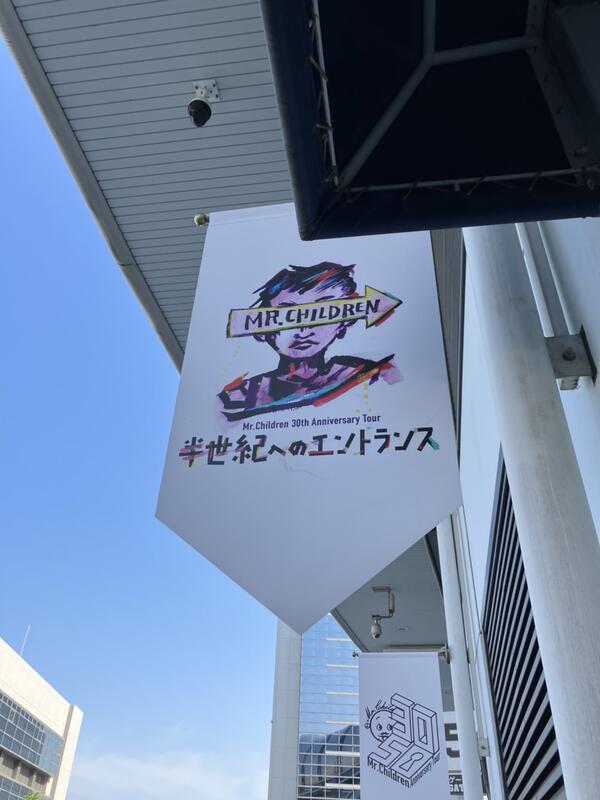 MR.CHILDREN
Mr.Children 30th Anniversary Tour
半世紀へのエントランス
30
50
Mr.Children Anniversary Tour
5